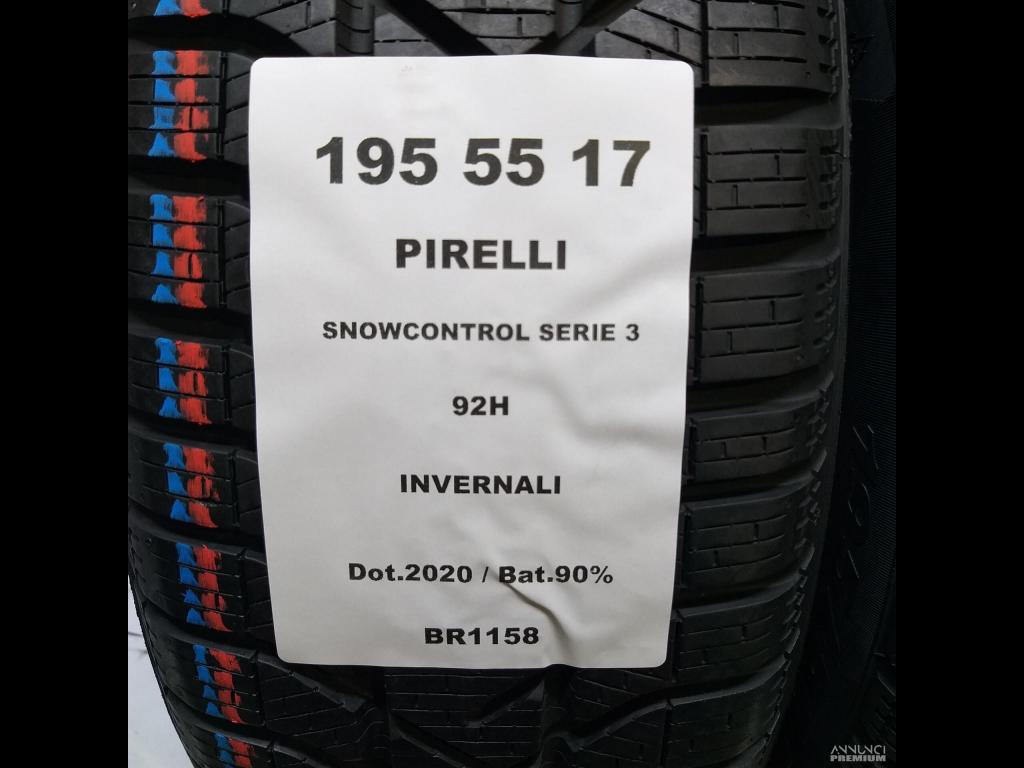 195 55 17
PIRELLI
SNOWCONTROL SERIE 3
92H
INVERNALI
Dot.2020 / Bat.90%
BR1158
ANNUNCI
PREMIUM